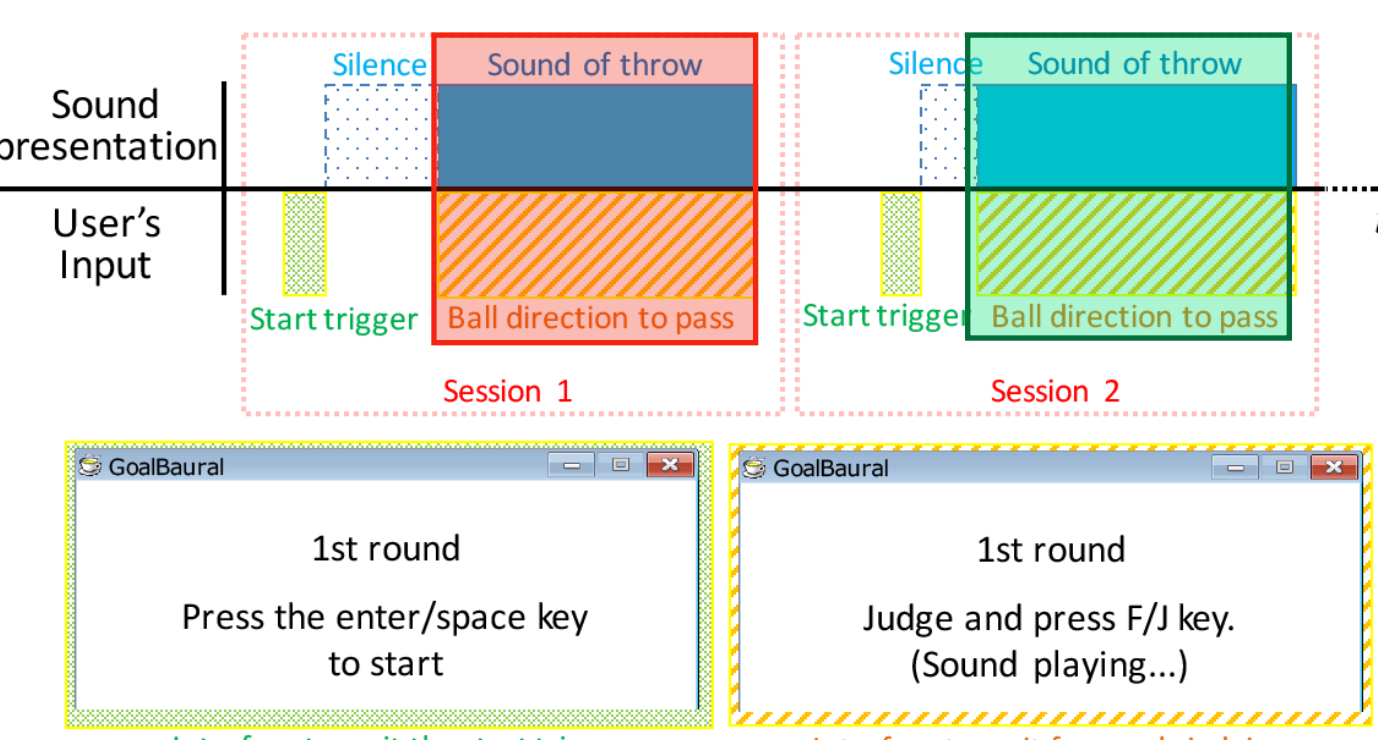 Silence
Sound of throw
Silence
Sound of throw
Sound
presentation
User's
Input
Start trigger
Ball direction to pass
Start trigger
Ball direction to pass
Session 1
Session 2
GoalBaural
1st round
Press the enter/space key
to start
GoalBaural
1st round
Judge and press F/J key.
(Sound playing...)